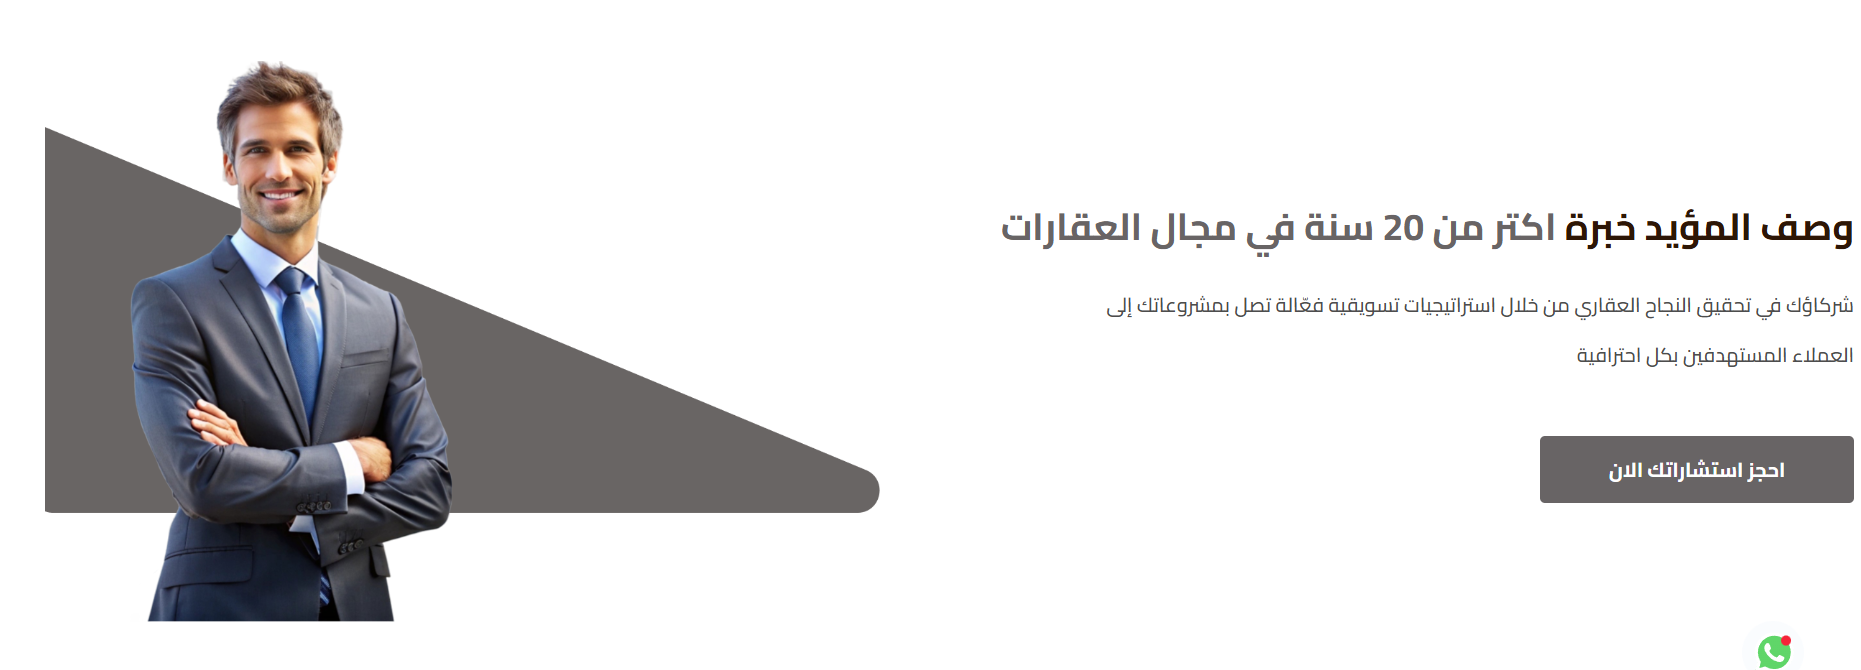 وصف المؤيد خبرة اكتر من 20 سنة في مجال العقارات
شركاؤك في تحقيق النجاح العقاري من خلال استراتيجيات تسويقية فعّالة تصل بمشروعاتك إلى
العملاء المستهدفين بكل احترافية
احجز استشاراتك الان